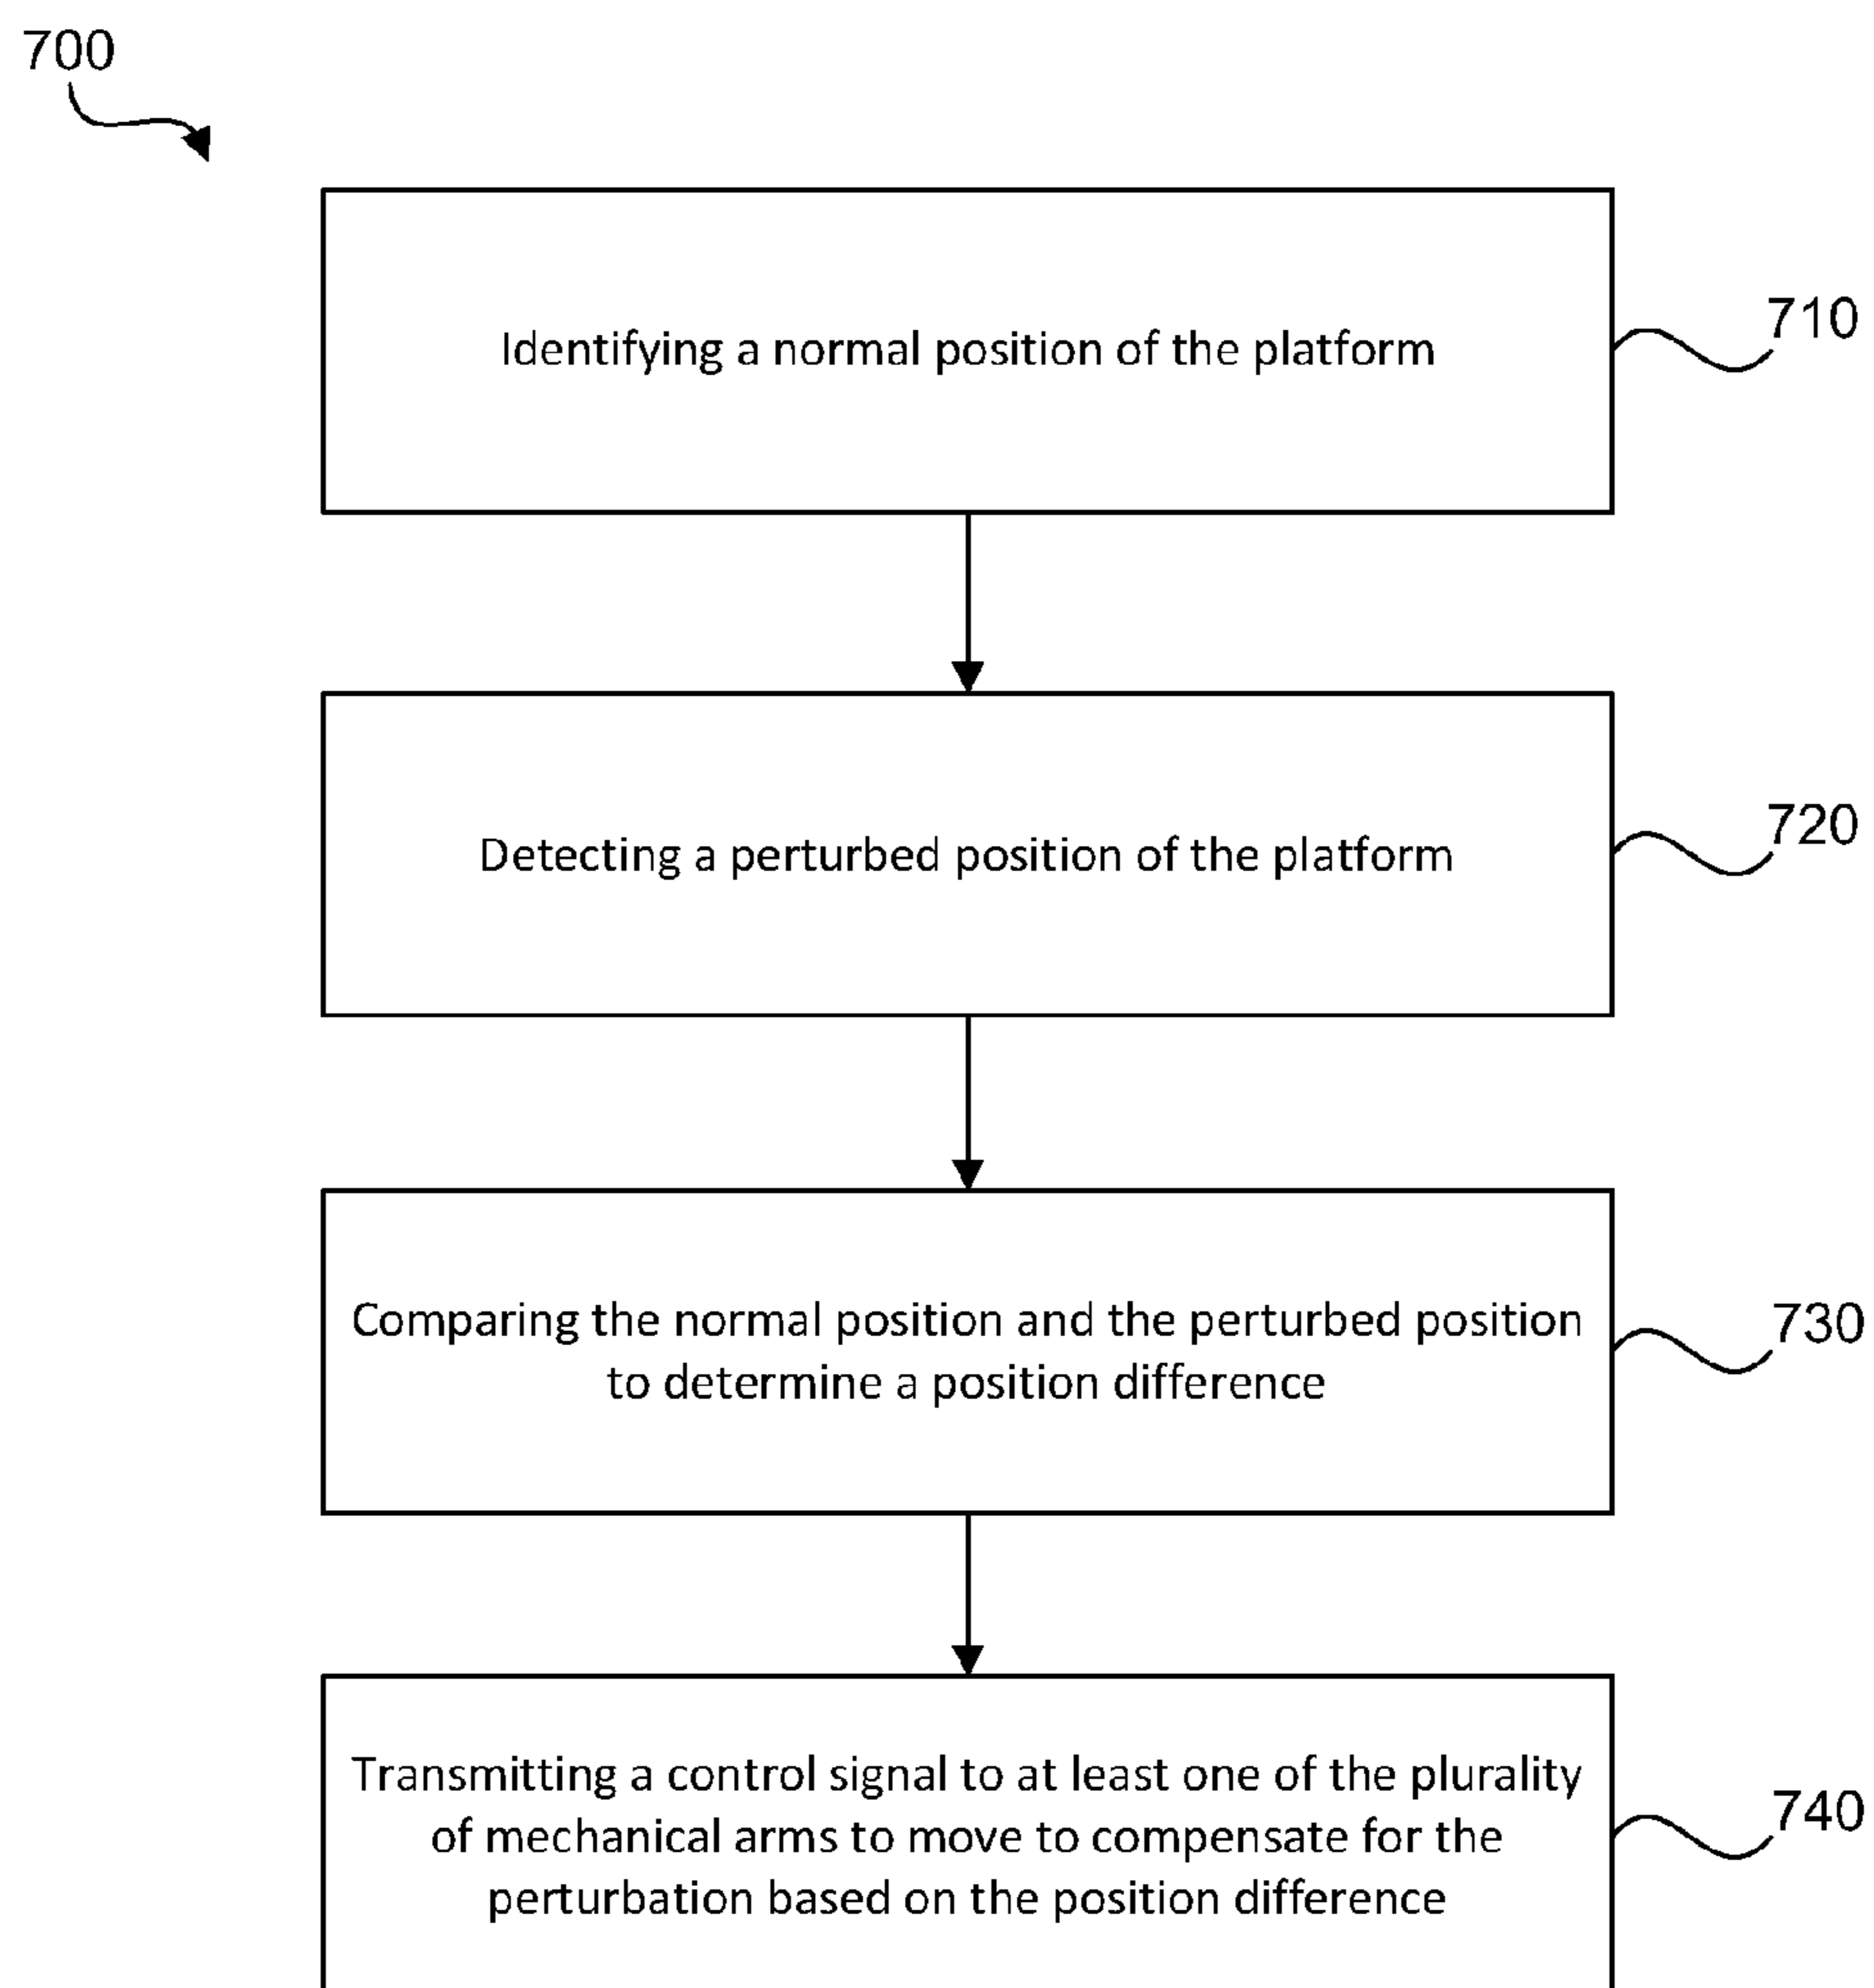 700
Identifying a normal position of the platform
710
Detecting a perturbed position of the platform
720
Comparing the normal position and the perturbed position
to determine a position difference
730
Transmitting a control signal to at least one of the plurality
of mechanical arms to move to compensate for the
perturbation based on the position difference
740